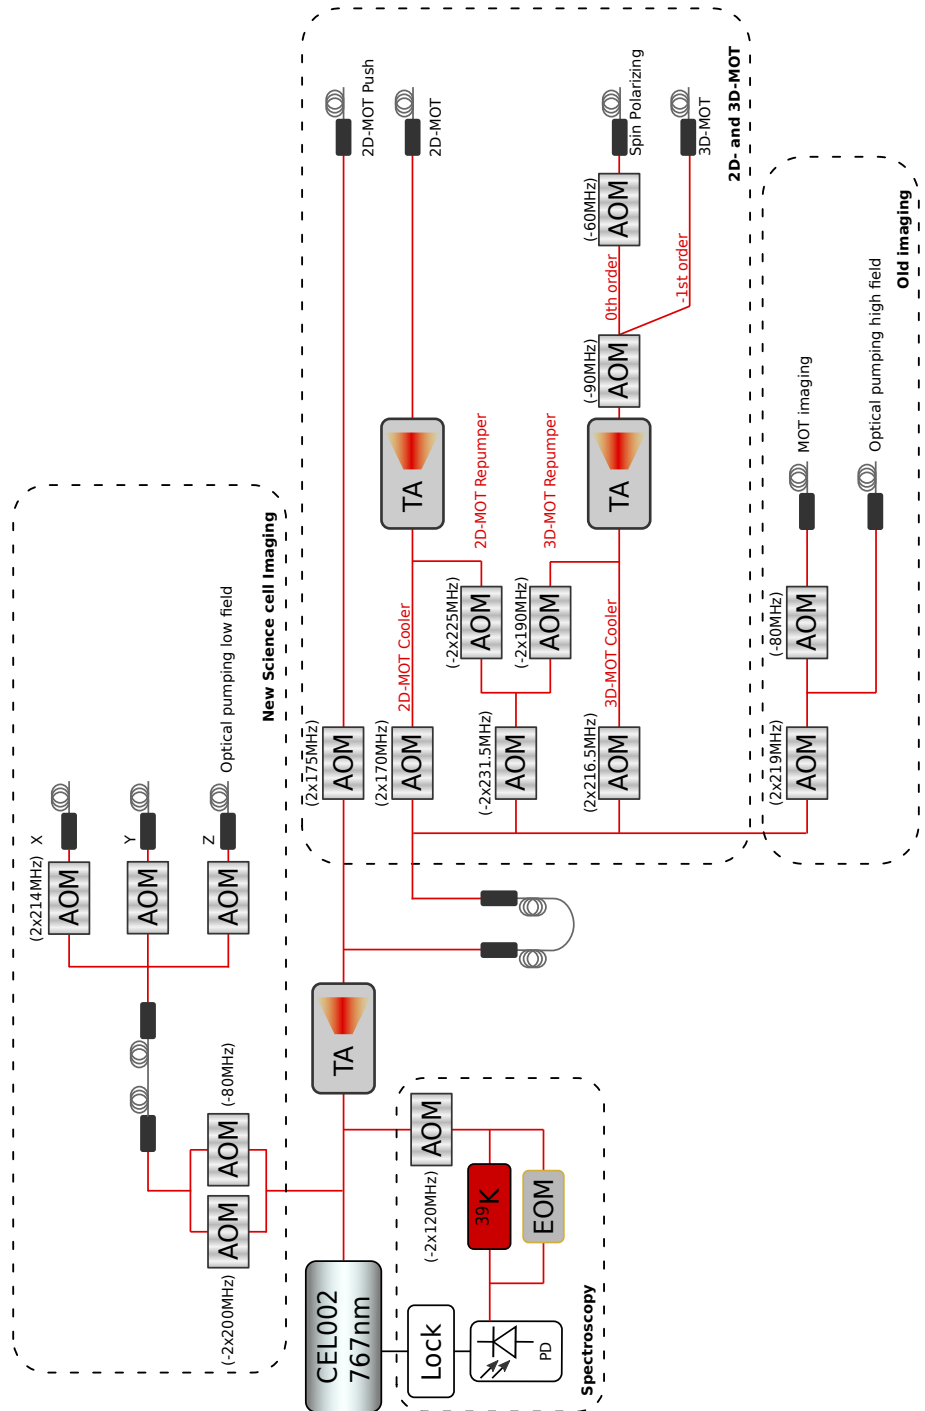 2D-MOT Push
2D-MOT
Spin Polarizing
3D-MOT
2D- and 3D-MOT
(-60MHz)
AOM
0th order
-1st order
(-90MHz)
AOM
TA
TA
2D-MOT Repumper
3D-MOT Repumper
(-2x225MHz)
AOM
(-2x190MHz)
AOM
2D-MOT Cooler
3D-MOT Cooler
(2x175MHz)
AOM
(2x170MHz)
AOM
(-2x231.5MHz)
AOM
(2x216.5MHz)
AOM
Old imaging
MOT imaging
Optical pumping high field
(-80MHz)
AOM
(2x219MHz)
AOM
New Science cell Imaging
Optical pumping low field
X
Y
Z
(2x214MHz)
AOM
AOM
AOM
(-80MHz)
AOM
AOM
(-2x200MHz)
TA
AOM
(-2x120MHz)
39K
EOM
CEL002
767nm
Lock
PD
Spectroscopy